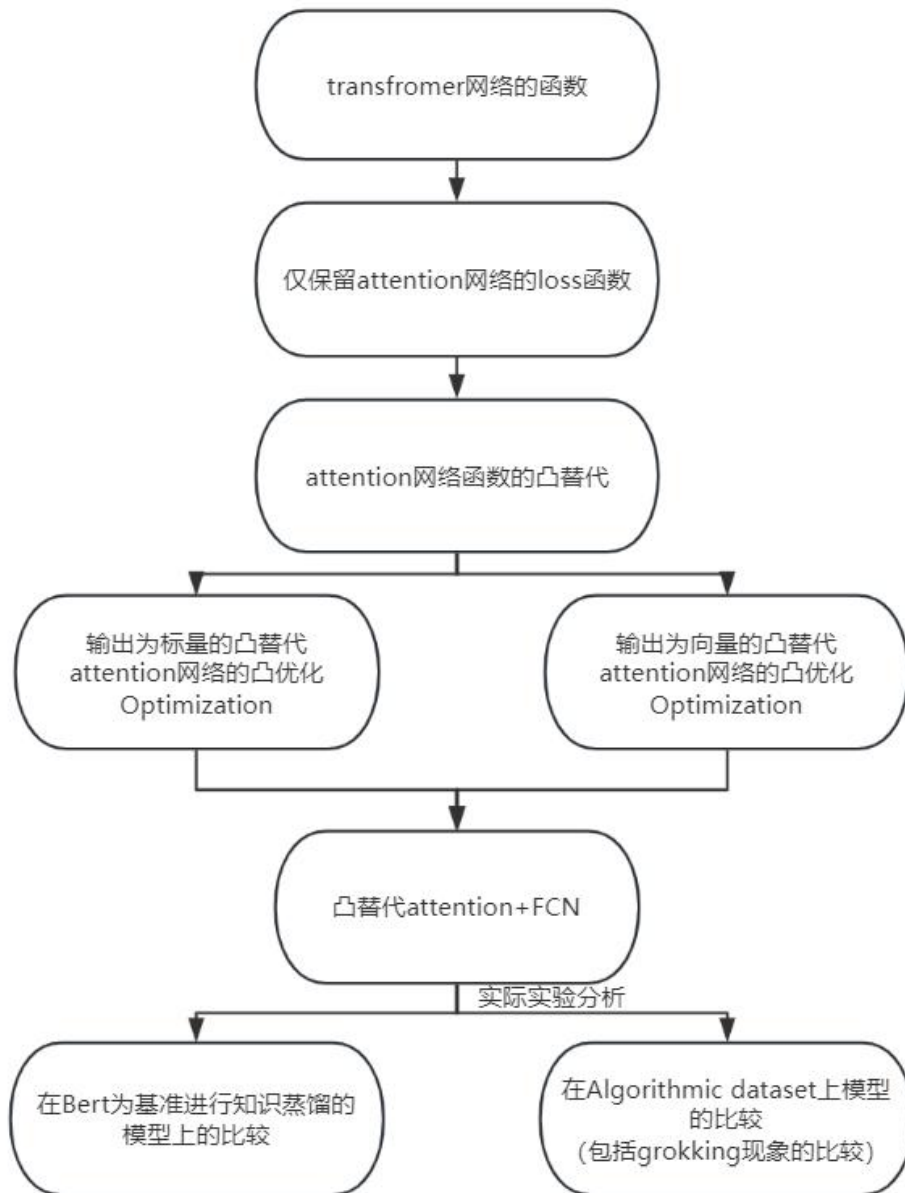 transfromer网络的函数
仅保留attention网络的loss函数
attention网络函数的凸替代
输出为标量的凸替代
attention网络的凸优化
Optimization
输出为向量的凸替代
attention网络的凸优化
Optimization
凸替代attention+FCN
实际实验分析
在Bert为基准进行知识蒸馏的
模型上的比较
在Algorithmic dataset上模型
的比较
（包括grokking现象的比较）